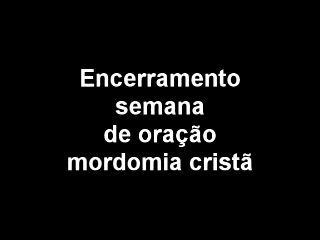 Encerramento
semana
de oração
mordomia cristã